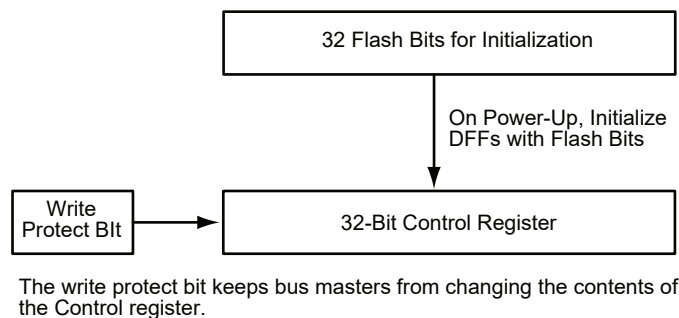 32 Flash Bits for Initialization
On Power-Up, Initialize
DFFs with Flash Bits
Write
Protect BIt
32-Bit Control Register
The write protect bit keeps bus masters from changing the contents of
the Control register.